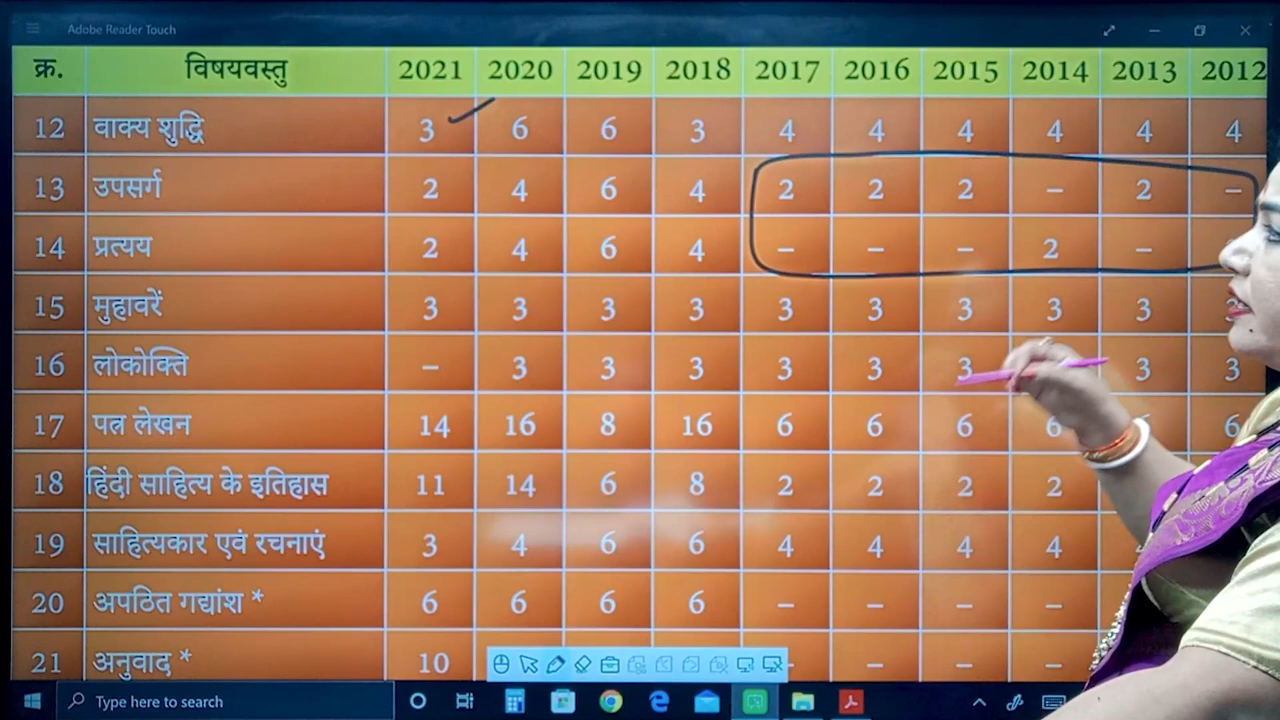 Adobe Reader Touch
क्र. विषयवस्तु 2021 2020 2019 2018 2017 2016 2015 2014 2013 2012
12 वाक्य शुद्धि 3 6 6 3 4 4 4 4 4 4
13 उपसर्ग 2 4 6 4 2 2 2 – 2 –
14 प्रत्यय 2 4 6 4 – – – 2 –
15 मुहावरें 3 3 3 3 3 3 3 3 3
16 लोकोक्ति – 3 3 3 3 3 3 3 3
17 पत्र लेखन 14 16 8 16 6 6 6 6 6
18 हिंदी साहित्य के इतिहास 11 14 6 8 2 2 2 2
19 साहित्यकार एवं रचनाएं 3 4 6 6 4 4 4 4
20 अपठित गद्यांश * 6 6 6 6 – – – –
21 अनुवाद * 10 – – – –
Type here to search